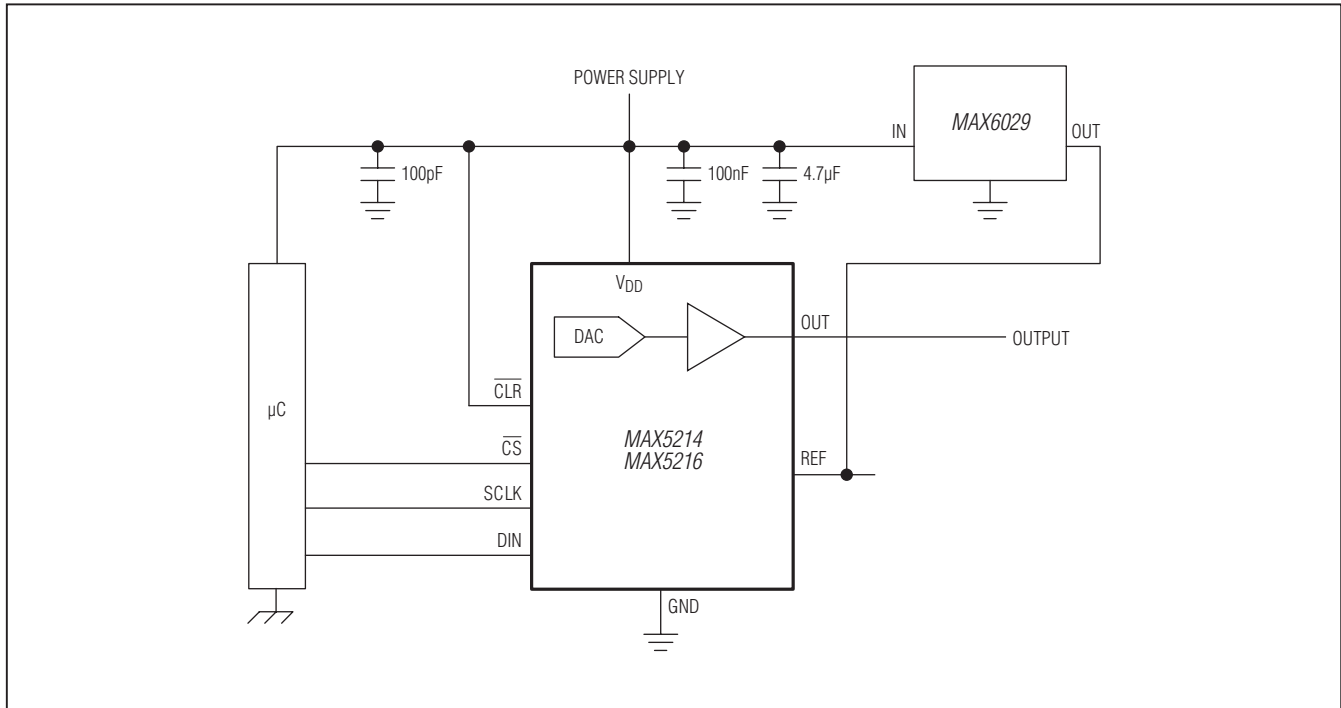 POWER SUPPLY
IN
MAX6029
OUT
100pF
100nF
4.7µF
VDD
DAC
OUT
OUTPUT
CLR
µC
MAX5214
MAX5216
CS
REF
SCLK
DIN
GND